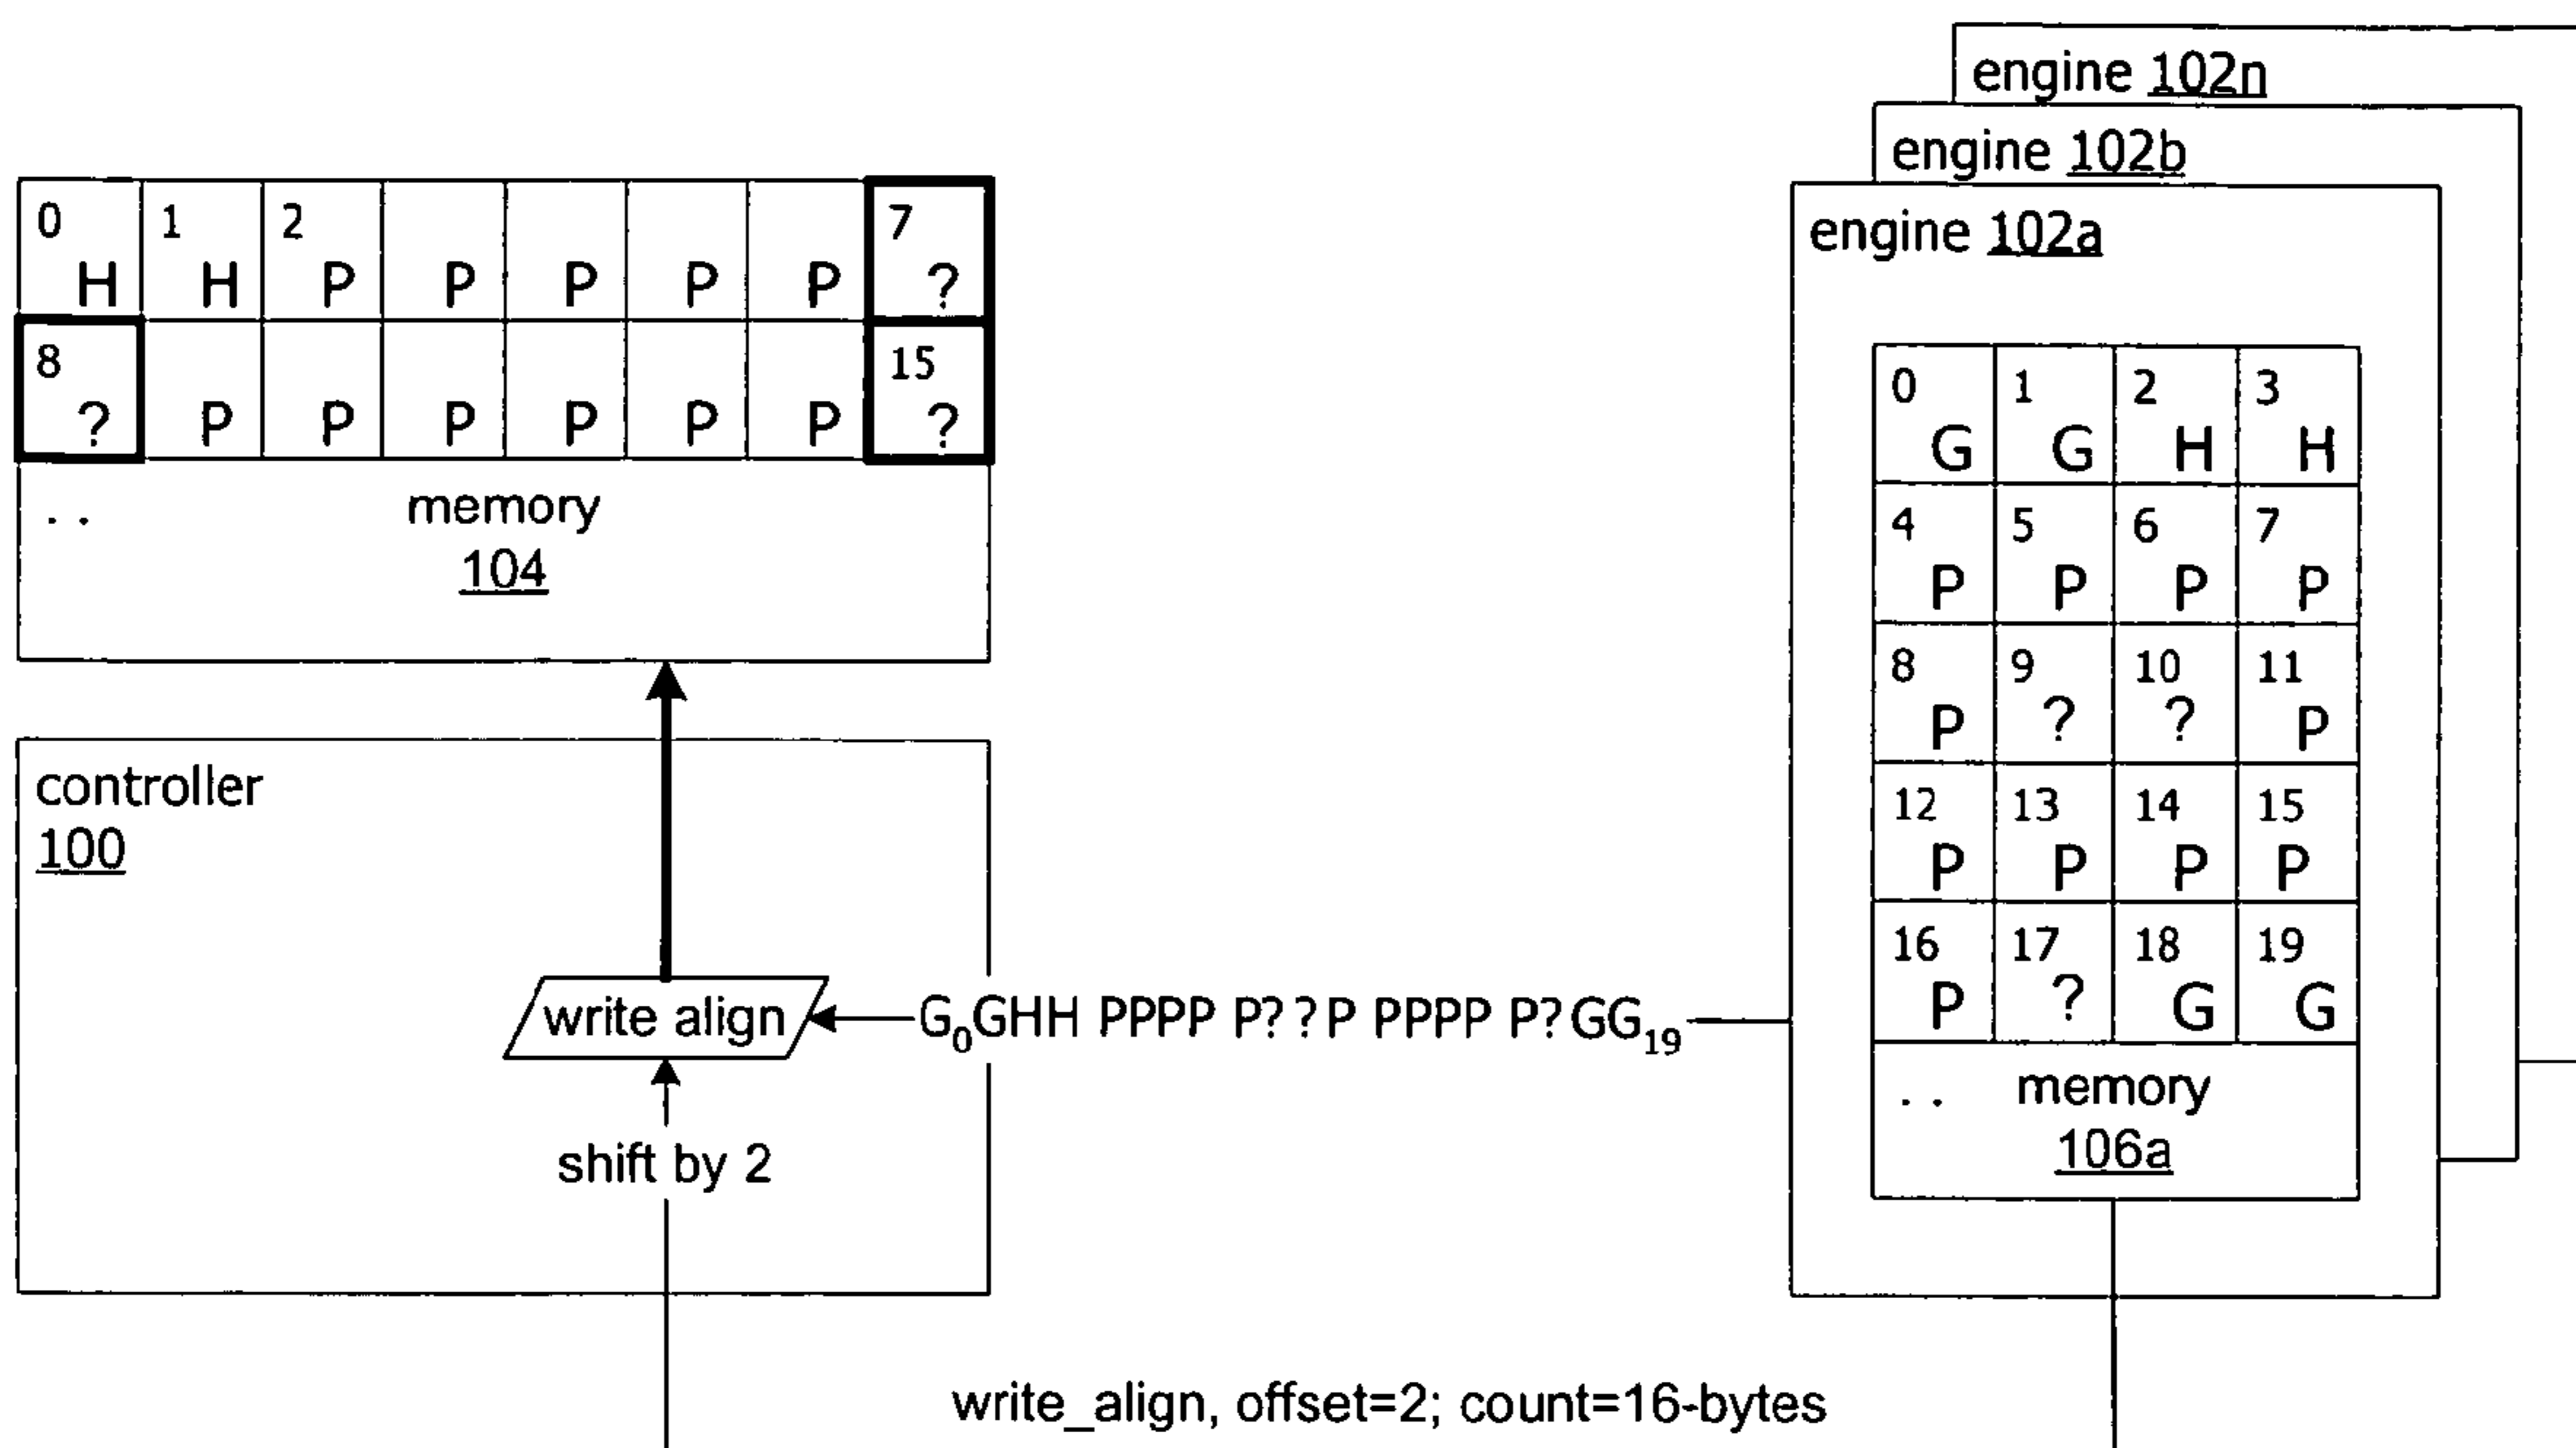 engine 102n
engine 102b
engine 102a
0 1 2 7
H H P P P P P ?
8 15
? P P P P P P ?
. . memory
104
0 1 2 3
G G H H
4 5 6 7
P P P P
8 9 10 11
P ? ? P
12 13 14 15
P P P P
16 17 18 19
P ? G G
. . memory
106a
controller
100
write align
G0GHH PPPP P??P PPPP P?GG19
shift by 2
write_align, offset=2; count=16-bytes